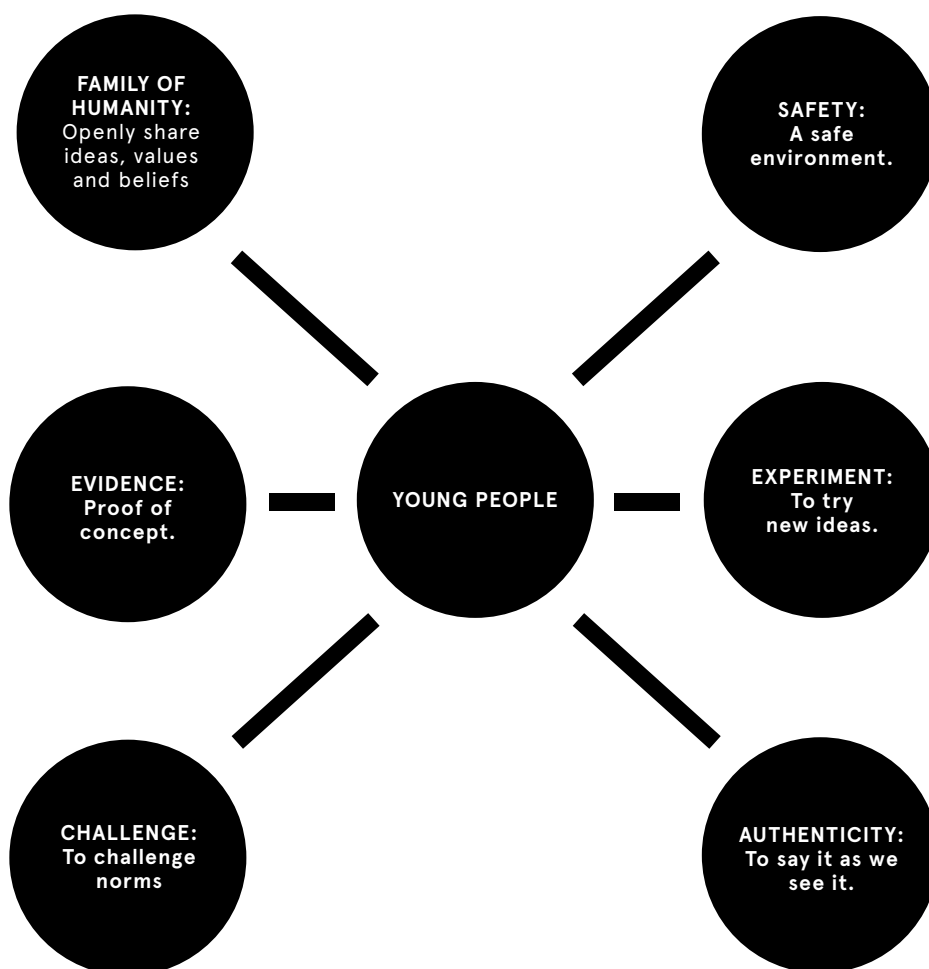 FAMILY OF
HUMANITY:
Openly share
ideas, values
and beliefs
SAFETY:
A safe
environment.
EVIDENCE:
Proof of
concept.
YOUNG PEOPLE
EXPERIMENT:
To try
new ideas.
CHALLENGE:
To challenge
norms
AUTHENTICITY:
To say it as we
see it.